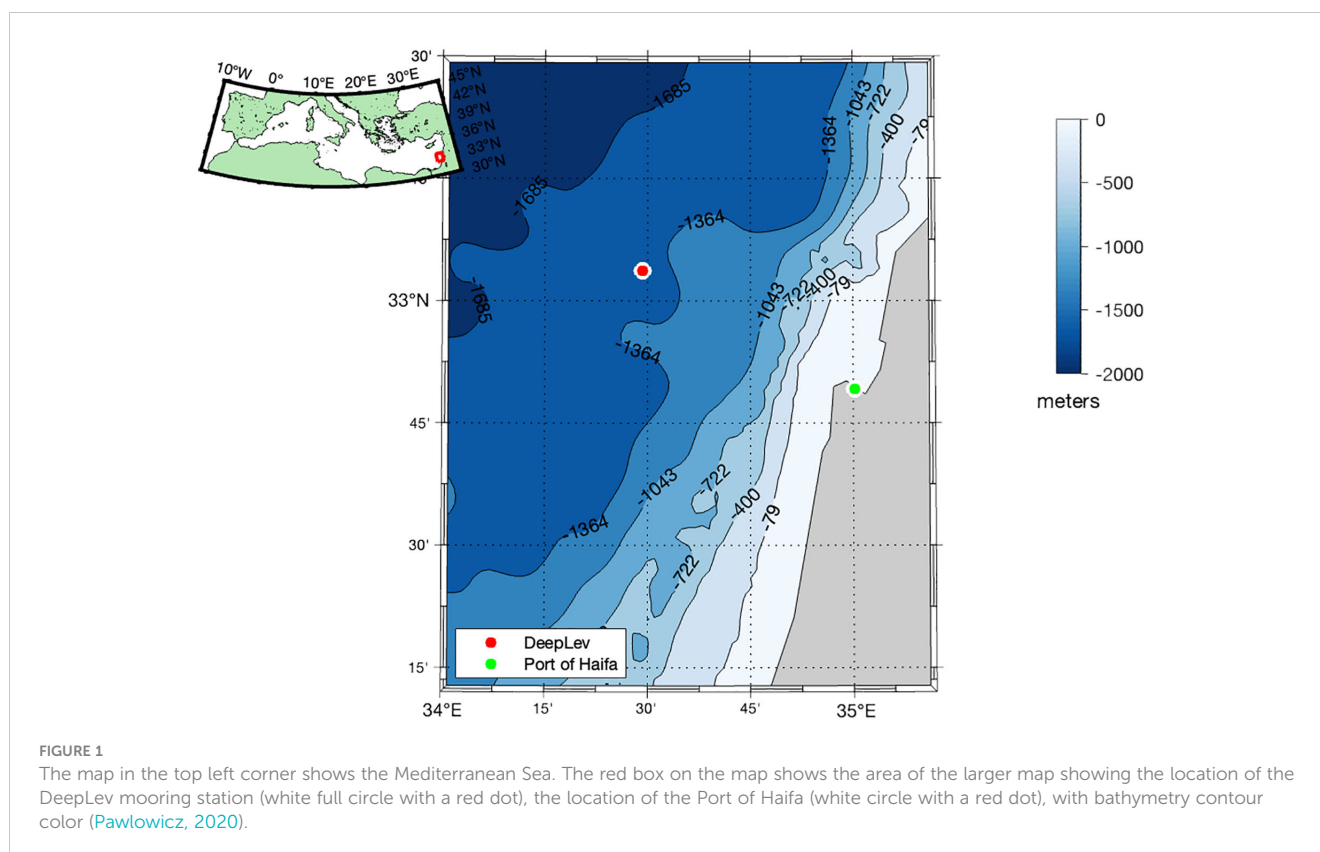 10°W 0° 10°E 20°E 30°E
45°N
42°N
39°N
36°N
33°N
30°N
30'
33°N
45'
30'
15'
34°E 15' 30' 45' 35°E
-1685
-1043
-722
-400
-79
-1364
-1685
-1364
-1685
-1043
-722
-400
-79
-1364
-722
-1043
-400
-79
-1364
-722
DeepLev
Port of Haifa
0
-500
-1000
-1500
-2000
meters
FIGURE 1
The map in the top left corner shows the Mediterranean Sea. The red box on the map shows the area of the larger map showing the location of the
DeepLev mooring station (white full circle with a red dot), the location of the Port of Haifa (white circle with a red dot), with bathymetry contour
color (Pawlowicz, 2020).